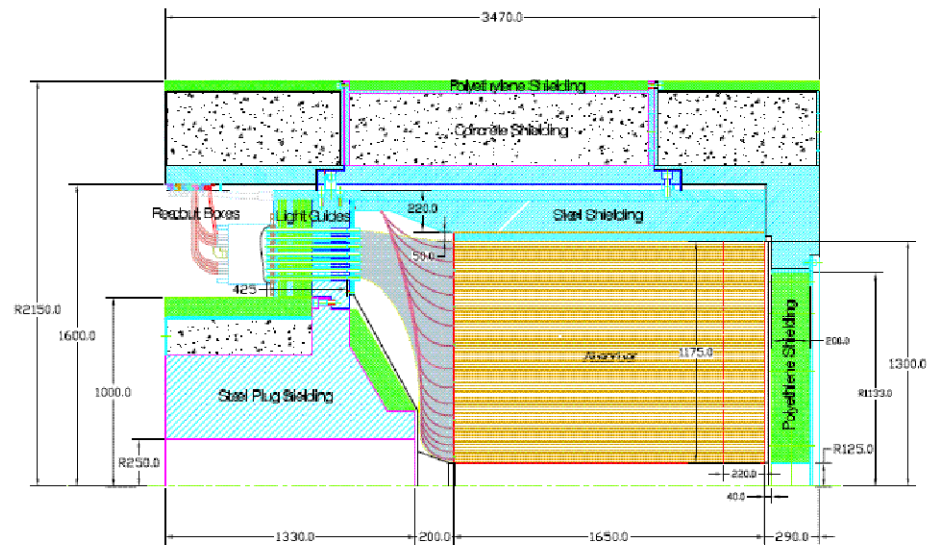 3470.0
Polyethylene Shielding
Concrete Shielding
Readout Boxes
Light Guides
220.0
Steel Shielding
50.0
425
R2150.0
1600.0
1000.0
Steel Plug Sielding
R250.0
1175.0
Polyethylene Shielding
200.0
1300.0
R1133.0
R125.0
220.0
40.0
1330.0
200.0
1650.0
290.0